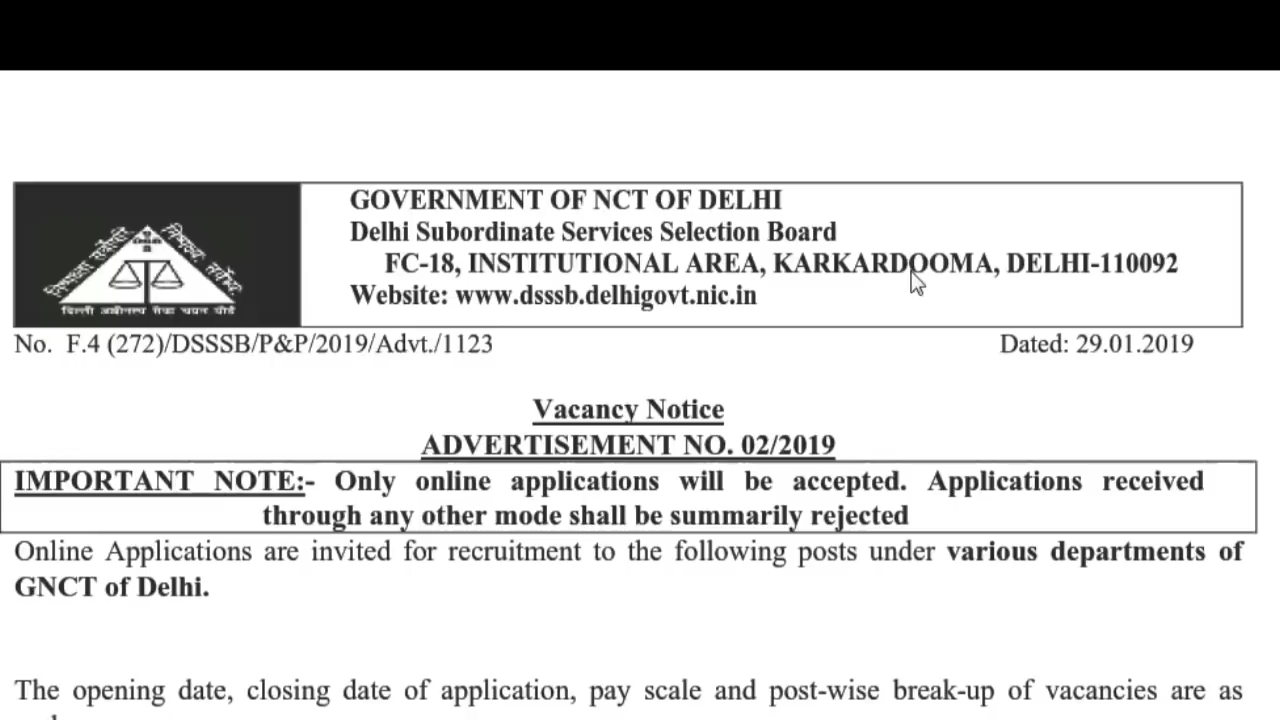 GOVERNMENT OF NCT OF DELHI
Delhi Subordinate Services Selection Board
FC-18, INSTITUTIONAL AREA, KARKARDOOMA, DELHI-110092
Website: www.dsssb.delhigovt.nic.in
दिल्ली अधीनस्थ सेवा चयन बोर्ड
No. F.4 (272)/DSSSB/P&P/2019/Advt./1123 Dated: 29.01.2019
Vacancy Notice
ADVERTISEMENT NO. 02/2019
IMPORTANT NOTE:- Only online applications will be accepted. Applications received
through any other mode shall be summarily rejected
Online Applications are invited for recruitment to the following posts under various departments of
GNCT of Delhi.
The opening date, closing date of application, pay scale and post-wise break-up of vacancies are as